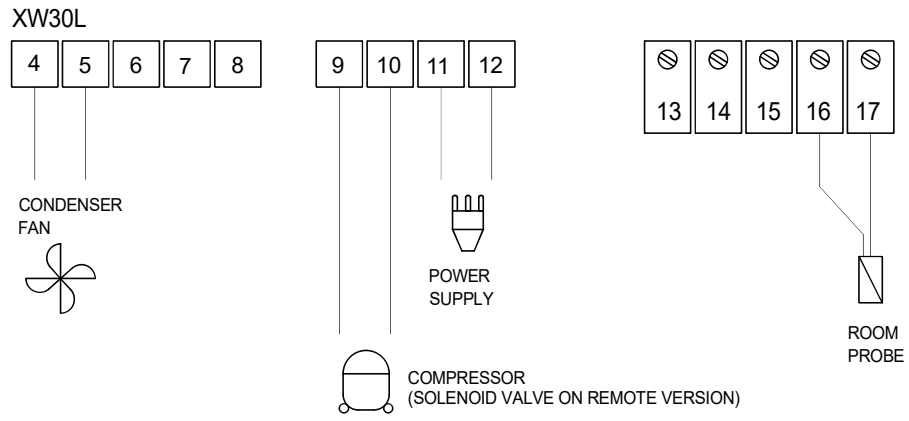 XW30L
4 5 6 7 8
9 10 11 12
13 14 15 16 17
CONDENSER
FAN
POWER
SUPPLY
ROOM
PROBE
COMPRESSOR
(SOLENOID VALVE ON REMOTE VERSION)